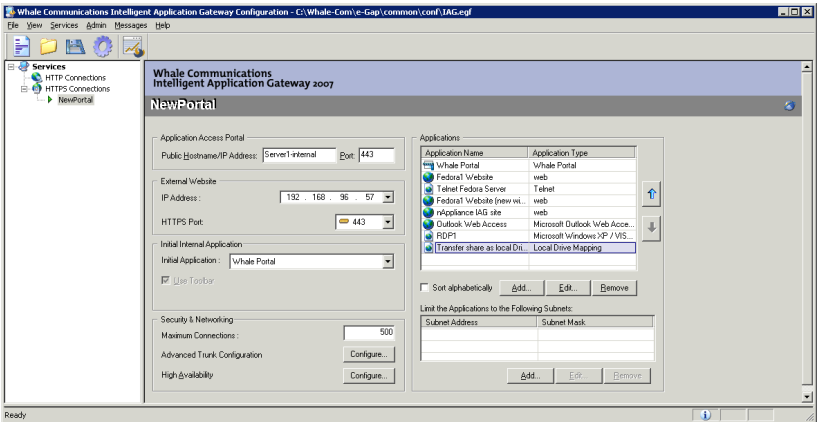 Whale Communications Intelligent Application Gateway Configuration - C:\Whale-Com\e-Gap\common\conf\IAG.egf
File View Services Admin Messages Help
Services
HTTP Connections
HTTPS Connections
NewPortal
Whale Communications
Intelligent Application Gateway 2007
NewPortal
Application Access Portal
Public Hostname/IP Address: Server1-internal Port: 443
External Website
IP Address : 192 . 168 . 96 . 57
HTTPS Port: 443
Initial Internal Application
Initial Application : Whale Portal
Use Toolbar
Security & Networking
Maximum Connections : 500
Advanced Trunk Configuration Configure...
High Availability Configure...
Applications
Application Name Application Type
Whale Portal Whale Portal
Fedora1 Website web
Telnet Fedora Server Telnet
Fedora1 Website (new wi... web
nAppliance IAG site web
Outlook Web Access Microsoft Outlook Web Acce...
RDP1 Microsoft Windows XP / VIS...
Transfer share as local Dri... Local Drive Mapping
Sort alphabetically Add... Edit... Remove
Limit the Applications to the Following Subnets:
Subnet Address Subnet Mask
Add... Edit... Remove
Ready